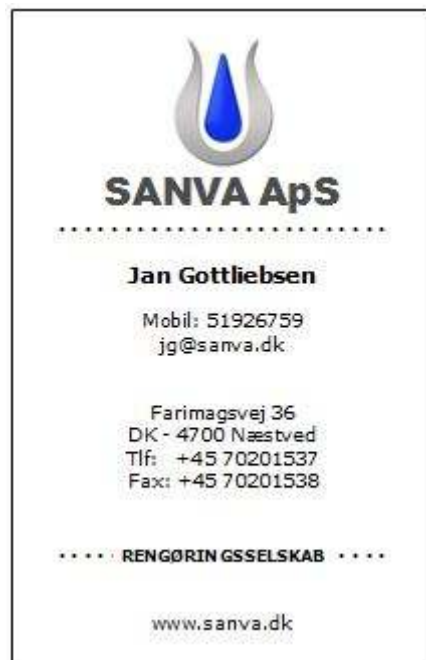 SANVA ApS
Jan Gottliebsen
Mobil: 51926759
jg@sanva.dk
Farimagsvej 36
DK - 4700 Næstved
Tlf: +45 70201537
Fax: +45 70201538
RENGØRINGSSELSKAB
www.sanva.dk